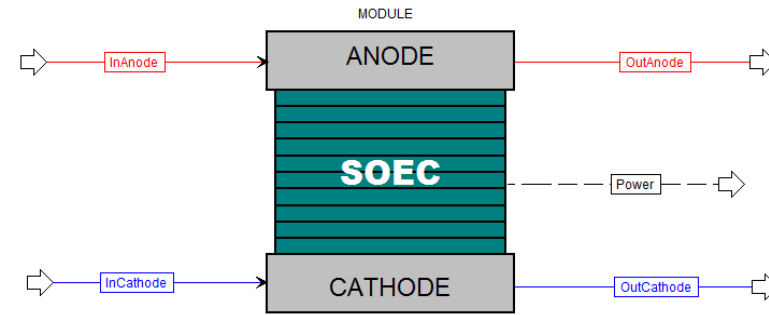 MODULE
ANODE
InAnode
OutAnode
SOEC
Power
InCathode
CATHODE
OutCathode